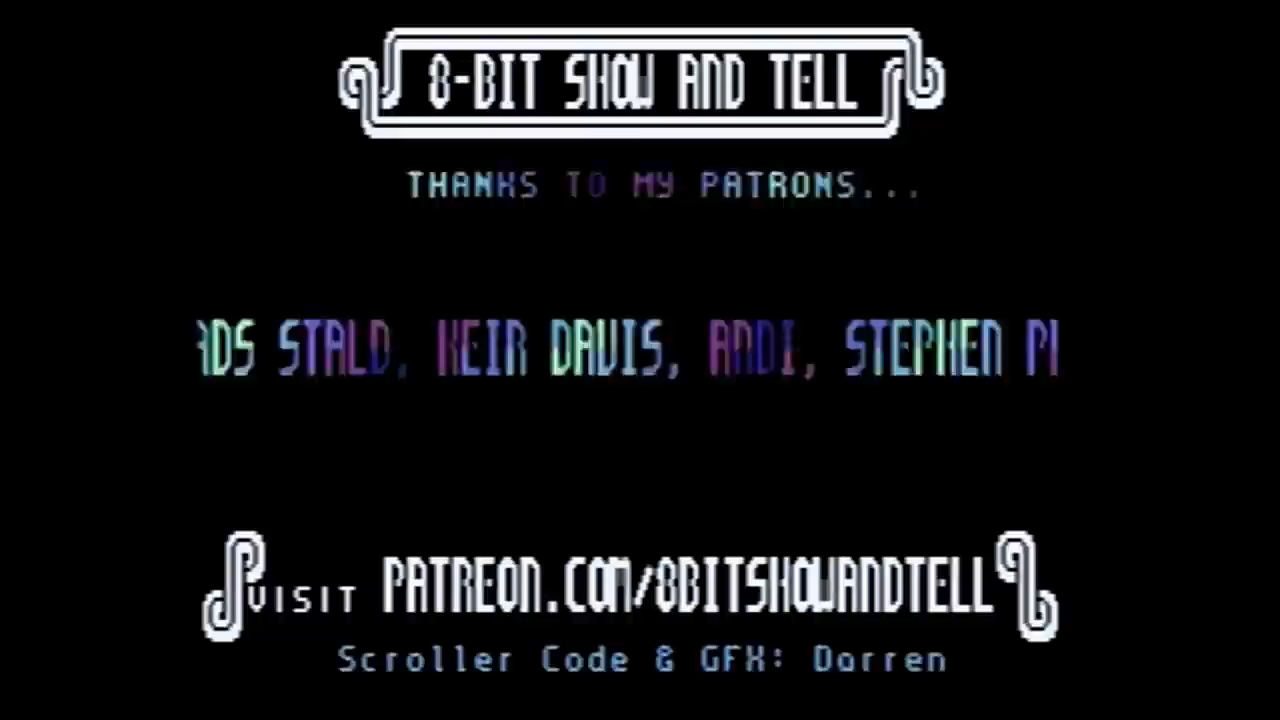 8-BIT SHOW AND TELL
THANKS TO MY PATRONS...
STALD, KEIR DAVIS, ANDI, STEPHEN
VISIT PATREON.COM/8BITSHOWANDTELL
Scroller Code & GFX: Darren